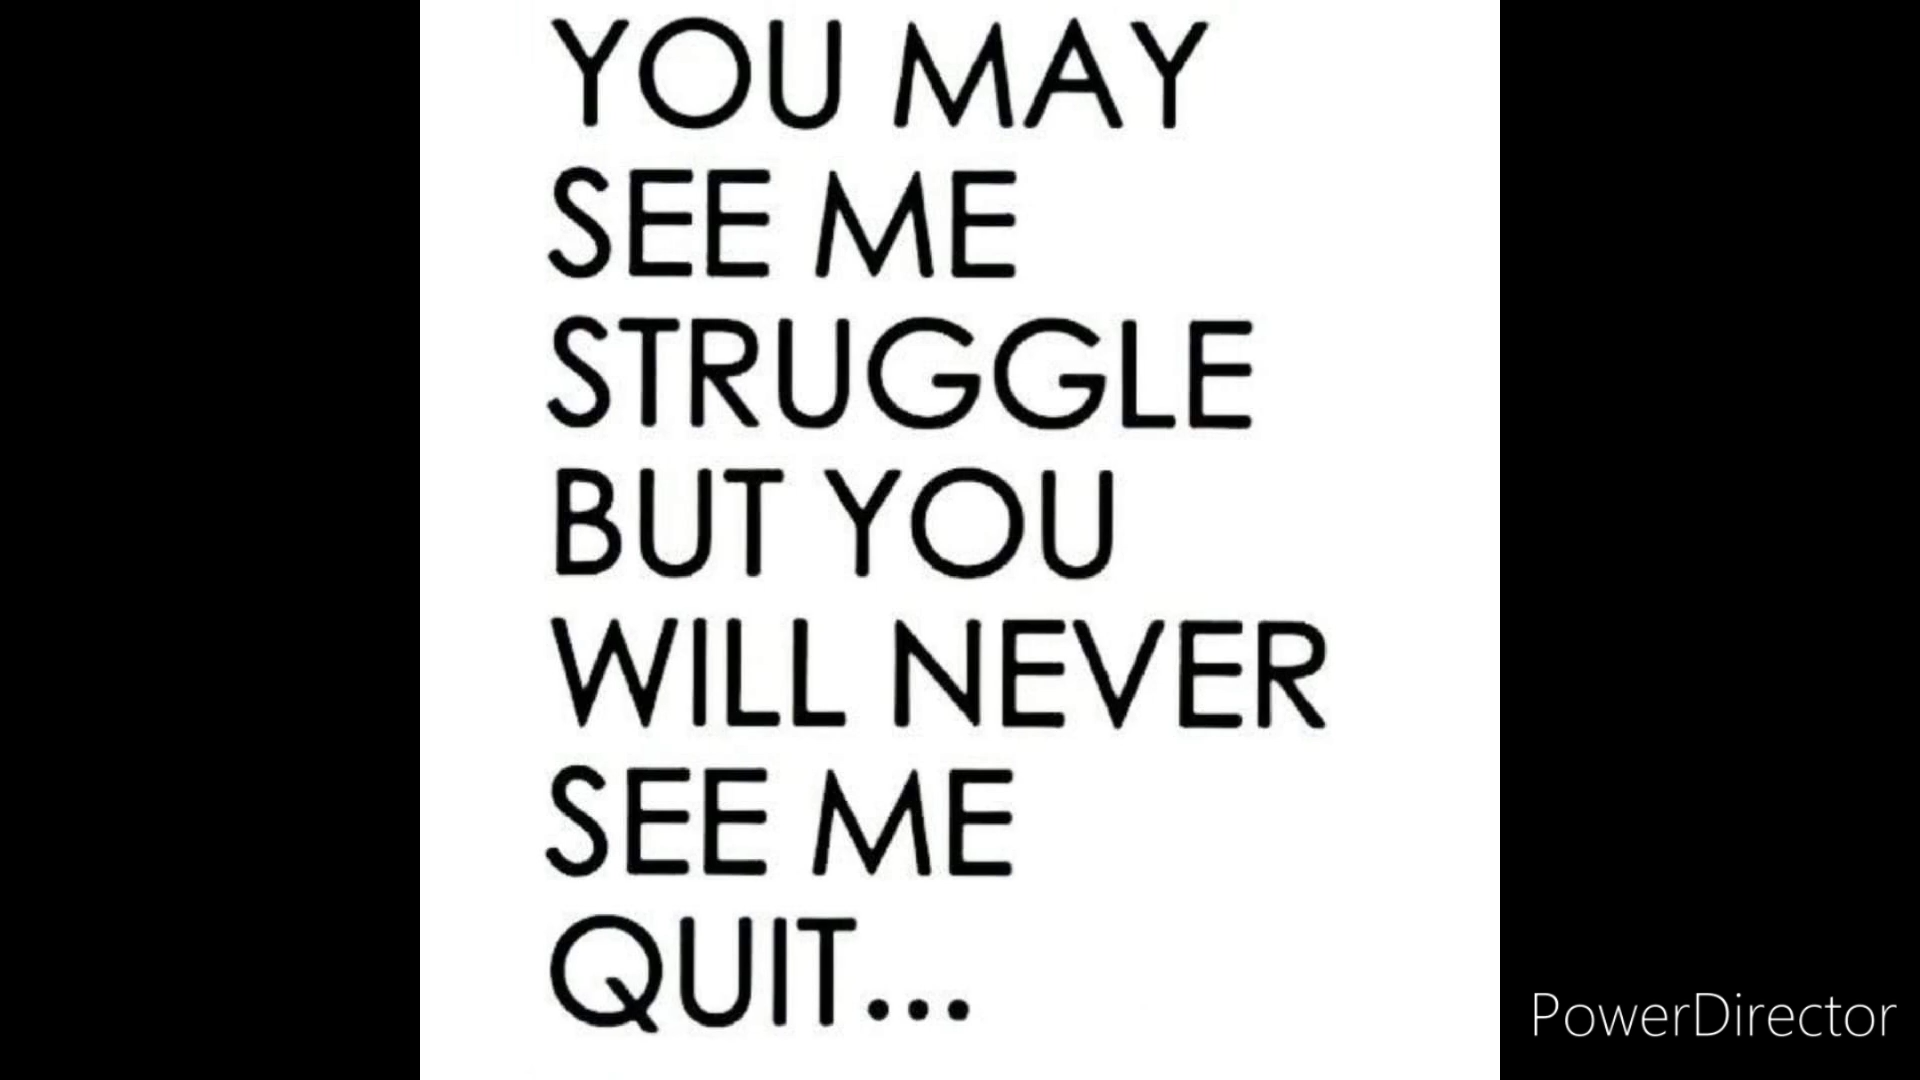 YOU MAY
SEE ME
STRUGGLE
BUT YOU
WILL NEVER
SEE ME
QUIT...
PowerDirector